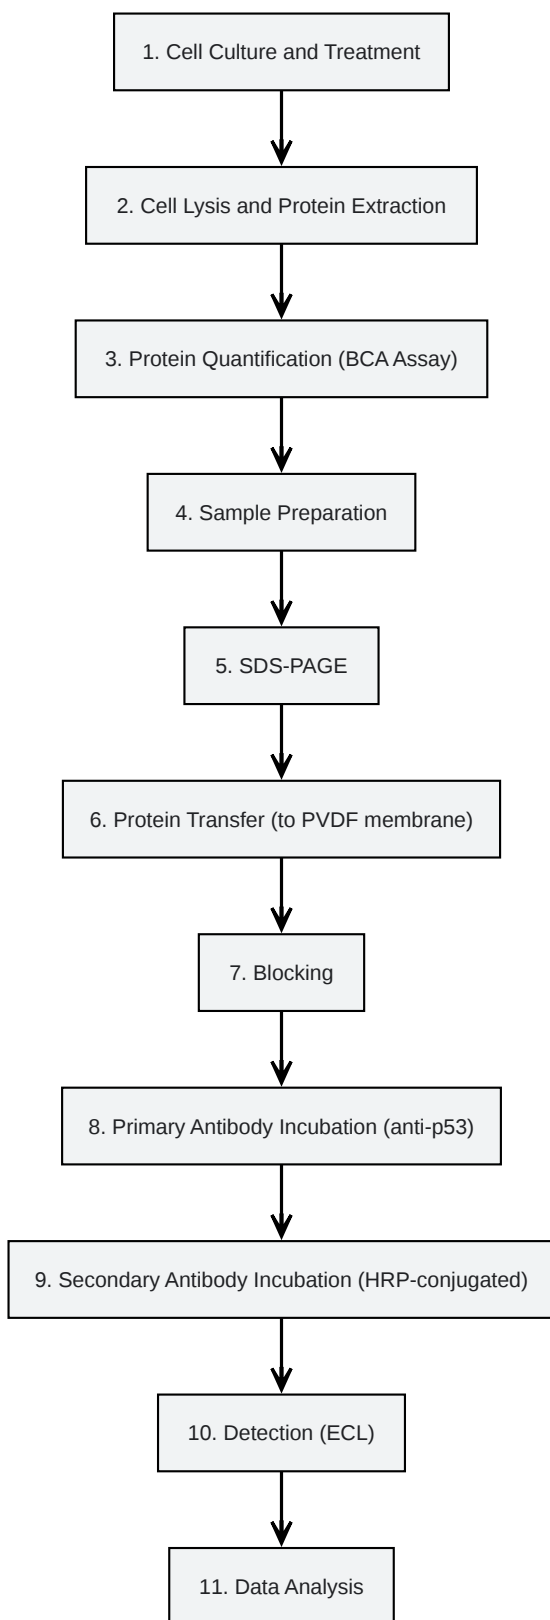 1. Cell Culture and Treatment
2. Cell Lysis and Protein Extraction
3. Protein Quantification (BCA Assay)
4. Sample Preparation
5. SDS-PAGE
6. Protein Transfer (to PVDF membrane)
7. Blocking
8. Primary Antibody Incubation (anti-p53)
9. Secondary Antibody Incubation (HRP-conjugated)
10. Detection (ECL)
11. Data Analysis